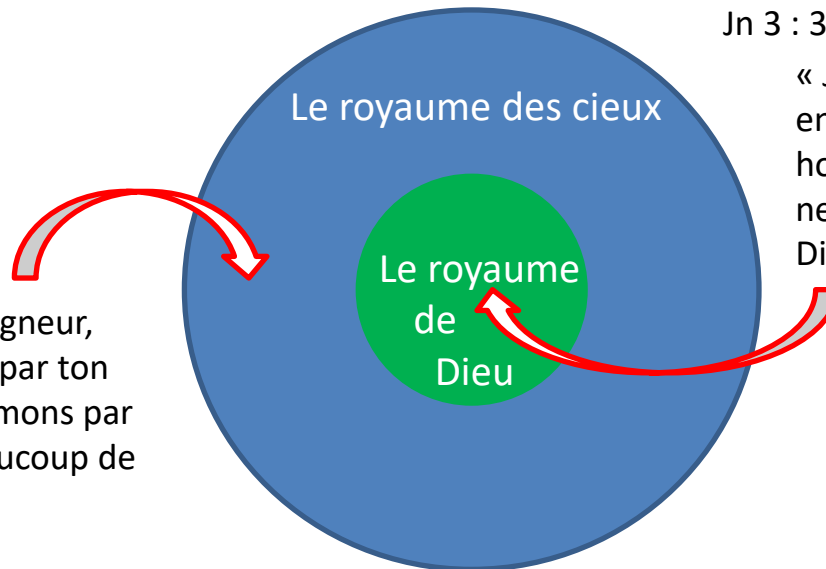 Jn 3 : 3
«
en
ho
ne
Di
Le royaume des cieux
Le royaume
de
Dieu
gneur,
par ton
mons par
ucoup de